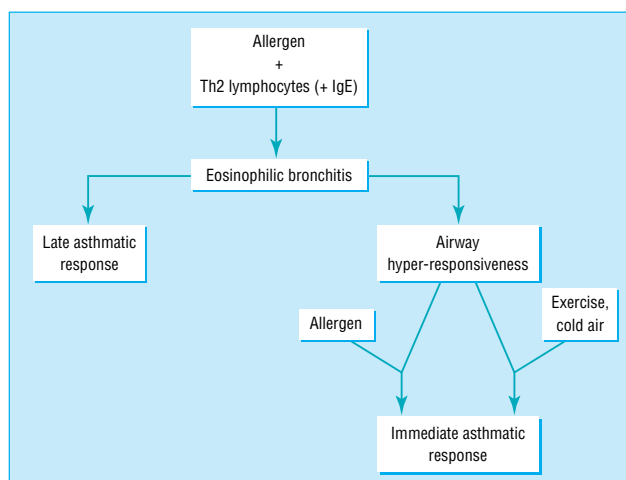 Allergen
+
Th2 lymphocytes (+ IgE)
Eosinophilic bronchitis
Late asthmatic
response
Airway
hyper-responsiveness
Allergen
Exercise,
cold air
Immediate asthmatic
response